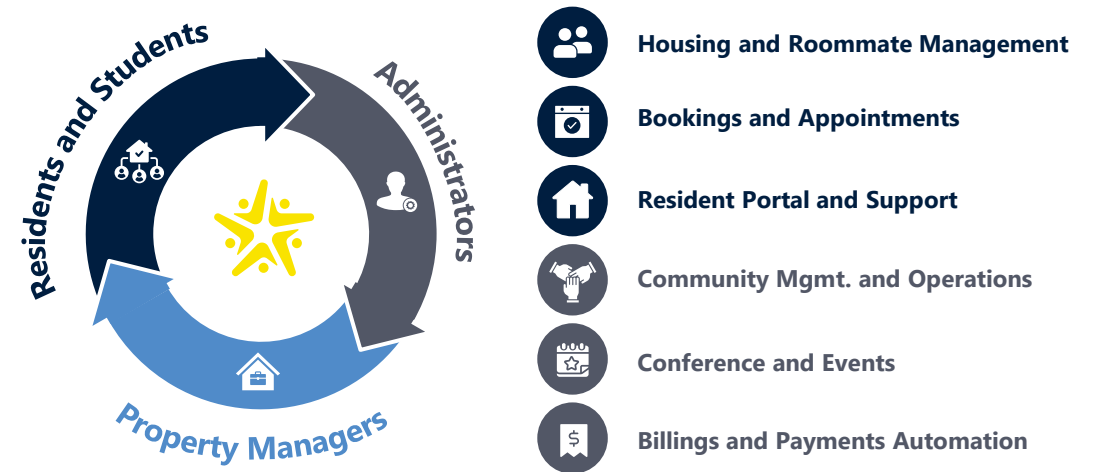 Residents and Students
Administrators
Property Managers
Housing and Roommate Management
Bookings and Appointments
Resident Portal and Support
Community Mgmt. and Operations
Conference and Events
$
Billings and Payments Automation